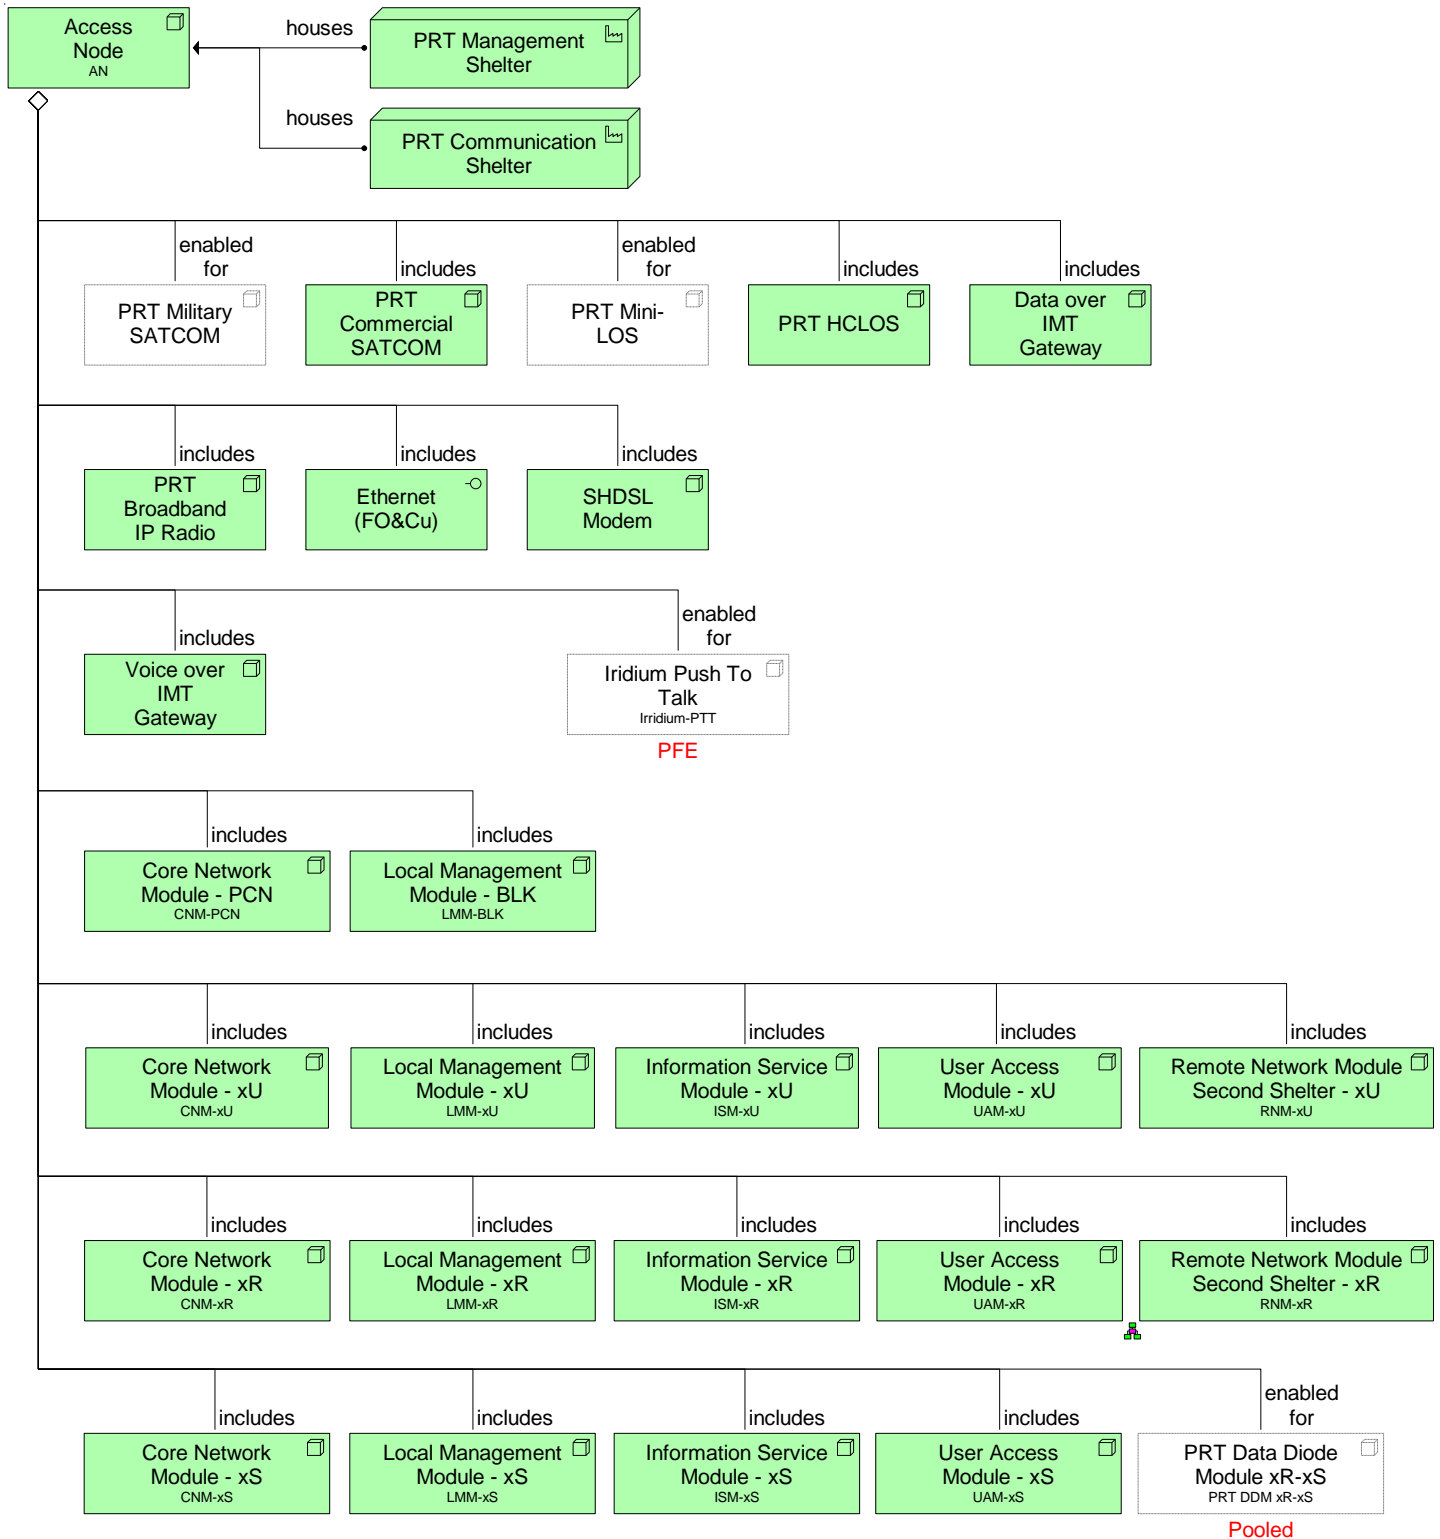 Access
Node
AN
houses
PRT Management
Shelter
houses
PRT Communication
Shelter
enabled
for
includes
enabled
for
includes
includes
PRT Military
SATCOM
PRT
Commercial
SATCOM
PRT Mini-
LOS
PRT HCLOS
Data over
IMT
Gateway
includes
includes
includes
PRT
Broadband
IP Radio
Ethernet
(FO&Cu)
SHDSL
Modem
includes
enabled
for
Voice over
IMT
Gateway
Iridium Push To
Talk
Irridium-PTT
PFE
includes
includes
Core Network
Module - PCN
CNM-PCN
Local Management
Module - BLK
LMM-BLK
includes
includes
includes
includes
includes
Core Network
Module - xU
CNM-xU
Local Management
Module - xU
LMM-xU
Information Service
Module - xU
ISM-xU
User Access
Module - xU
UAM-xU
Remote Network Module
Second Shelter - xU
RNM-xU
includes
includes
includes
includes
includes
Core Network
Module - xR
CNM-xR
Local Management
Module - xR
LMM-xR
Information Service
Module - xR
ISM-xR
User Access
Module - xR
UAM-xR
Remote Network Module
Second Shelter - xR
RNM-xR
includes
includes
includes
includes
enabled
for
Core Network
Module - xS
CNM-xS
Local Management
Module - xS
LMM-xS
Information Service
Module - xS
ISM-xS
User Access
Module - xS
UAM-xS
PRT Data Diode
Module xR-xS
PRT DDM xR-xS
Pooled